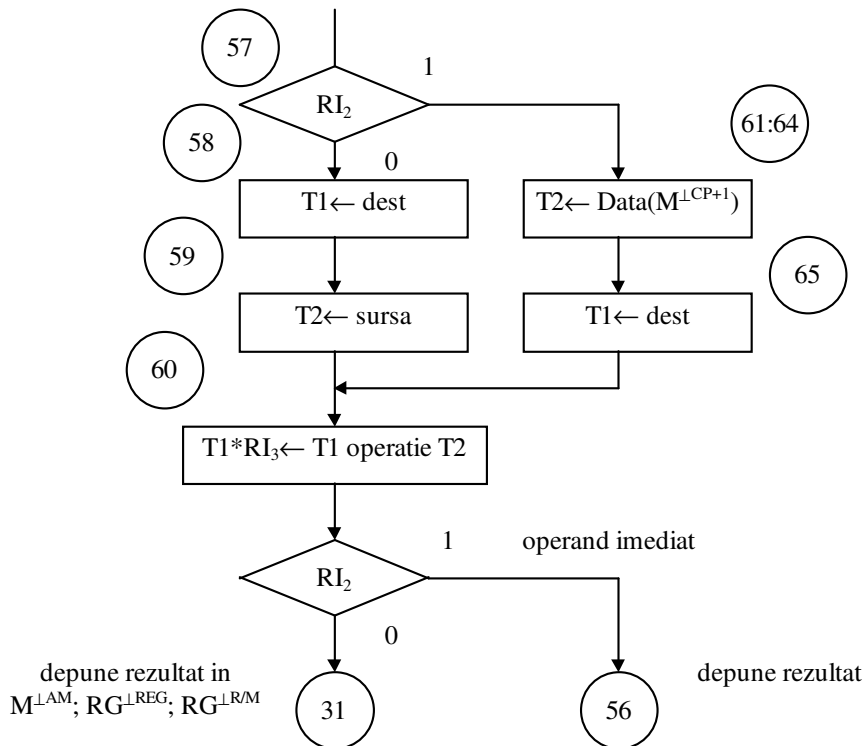 57
1
RI₂
61:64
58
0
T1← dest
T2← Data(M^⊥CP+1)
59
65
T2← sursa
T1← dest
60
T1*RI₃← T1 operatie T2
1
operand imediat
RI₂
0
depune rezultat in
M^⊥AM; RG^⊥REG; RG^⊥R/M
depune rezultat
31
56